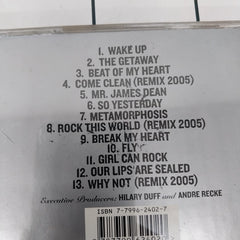 1. WAKE UP
2. THE GETAWAY
3. BEAT OF MY HEART
4. COME CLEAN (REMIX 2005)
5. MR. JAMES DEAN
6. SO YESTERDAY
7. METAMORPHOSIS
8. ROCK THIS WORLD (REMIX 2005)
9. BREAK MY HEART
10. FLY
11. GIRL CAN ROCK
12. OUR LIPS ARE SEALED
13. WHY NOT (REMIX 2005)
Executive Producers: HILARY DUFF and ANDRE RECKE
ISBN 7-7996-2402-7